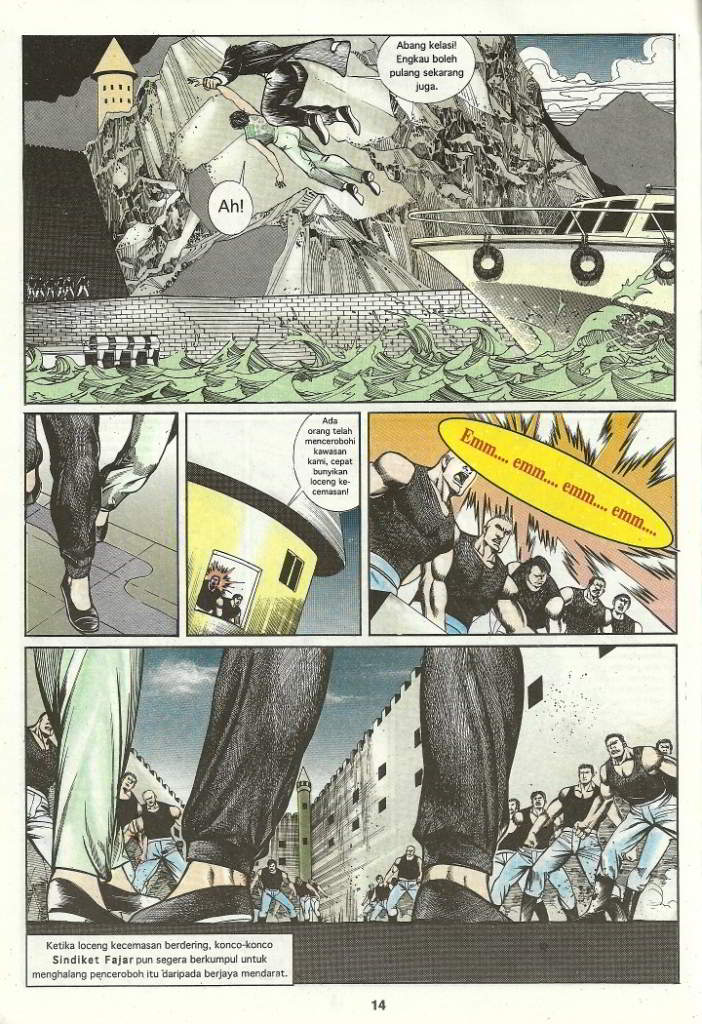 Abang kelasi!
Engkau boleh
pulang sekarang
juga.
Ah!
Ada
orang telah
mencerobohi
kawasan
kami, cepat
bunyikan
loceng ke-
cemasan!
Emm.... emm.... emm.... emm....
Ketika loceng kecemasan berdering, konco-konco
Sindiket Fajar pun segera berkumpul untuk
menghalang penceroboh itu daripada berjaya mendarat.
14